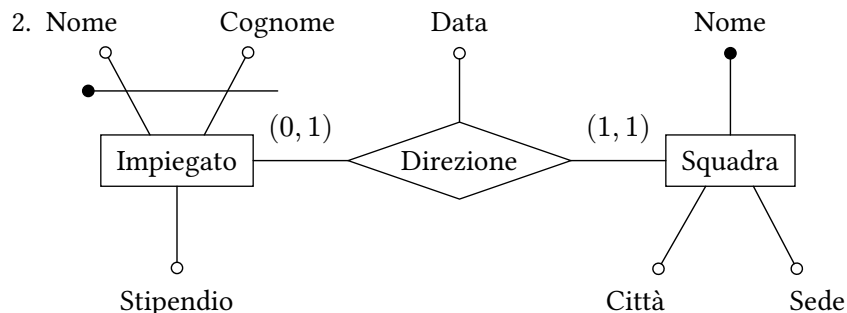 2. Nome Cognome Data Nome
(0, 1) (1, 1)
Impiegato Direzione Squadra
Stipendio Città Sede